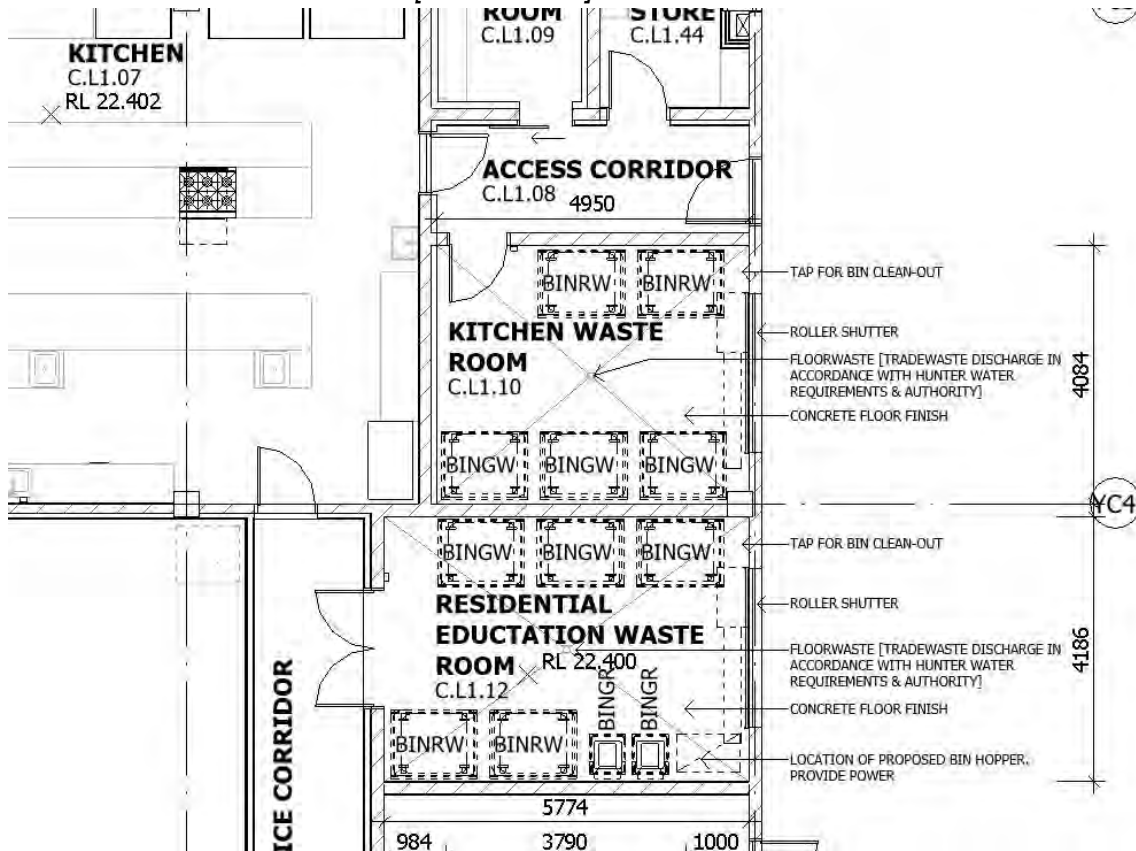 ROOM
C.L1.09
STORE
C.L1.44
KITCHEN
C.L1.07
RL 22.402
ACCESS CORRIDOR
C.L1.08
4950
BINRW
BINRW
TAP FOR BIN CLEAN-OUT
KITCHEN WASTE
ROOM
C.L1.10
ROLLER SHUTTER
FLOORWASTE [TRADEWASTE DISCHARGE IN
ACCORDANCE WITH HUNTER WATER
REQUIREMENTS & AUTHORITY]
4084
CONCRETE FLOOR FINISH
BINGW
BINGW
BINGW
YC4
BINGW
BINGW
BINGW
TAP FOR BIN CLEAN-OUT
RESIDENTIAL
EDUCTATION WASTE
ROOM
C.L1.12
RL 22.400
ROLLER SHUTTER
FLOORWASTE [TRADEWASTE DISCHARGE IN
ACCORDANCE WITH HUNTER WATER
REQUIREMENTS & AUTHORITY]
4186
BINGR
BINGR
CONCRETE FLOOR FINISH
BINRW
BINRW
LOCATION OF PROPOSED BIN HOPPER.
PROVIDE POWER
ICE CORRIDOR
5774
984
3790
1000